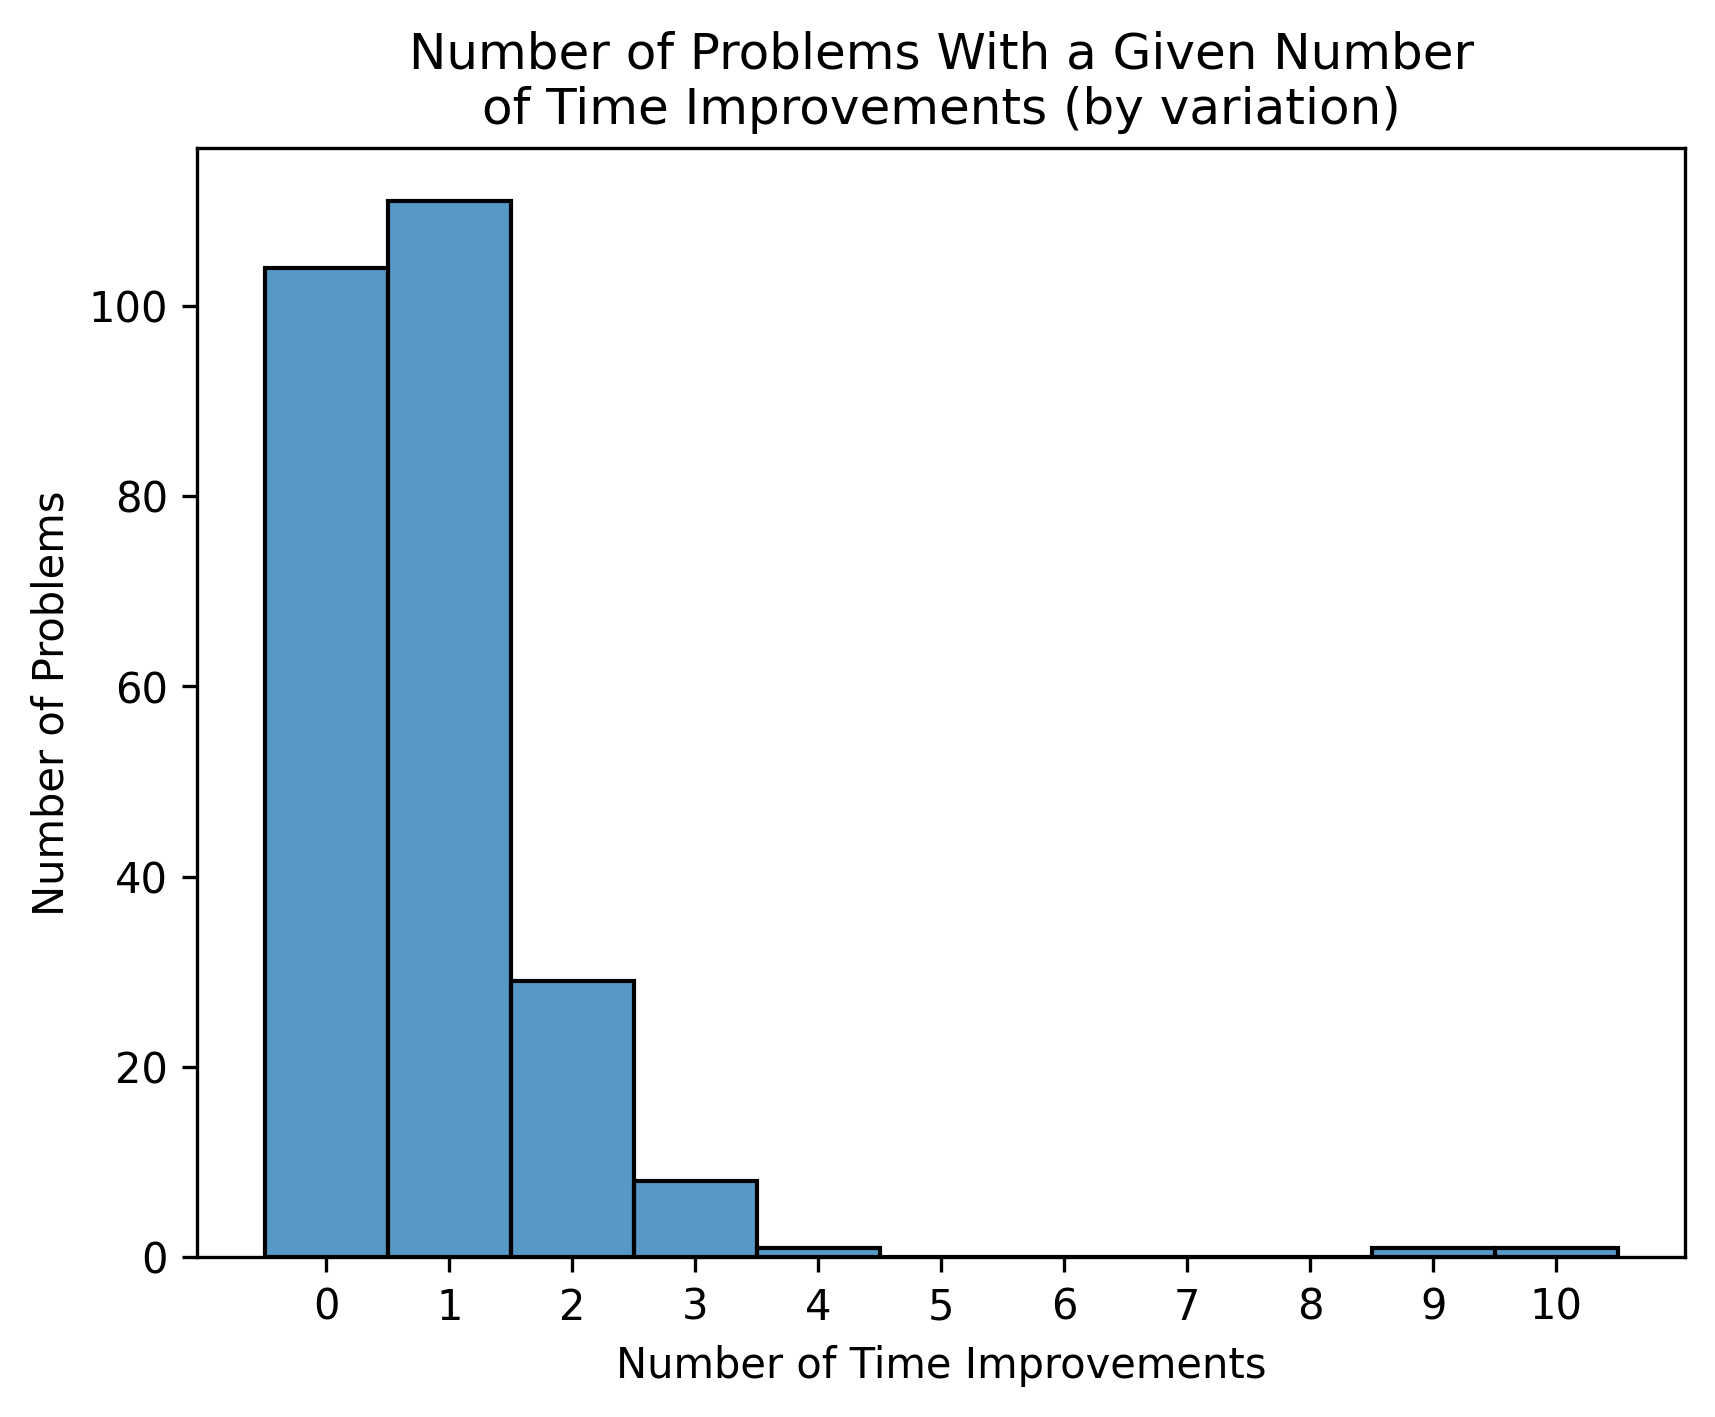 Number of Problems With a Given Number
of Time Improvements (by variation)
Number of Problems
100
80
60
40
20
0
0 1 2 3 4 5 6 7 8 9 10
Number of Time Improvements